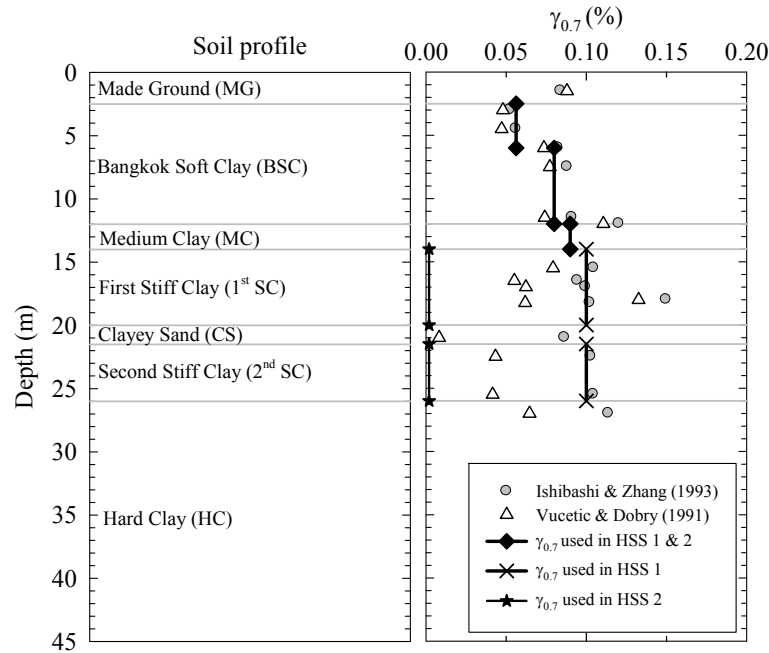 Soil profile
γ0.7 (%)
0.00 0.05 0.10 0.15 0.20
Depth (m)
0
5
10
15
20
25
30
35
40
45
Made Ground (MG)
Bangkok Soft Clay (BSC)
Medium Clay (MC)
First Stiff Clay (1st SC)
Clayey Sand (CS)
Second Stiff Clay (2nd SC)
Hard Clay (HC)
Ishibashi & Zhang (1993)
Vucetic & Dobry (1991)
γ0.7 used in HSS 1 & 2
γ0.7 used in HSS 1
γ0.7 used in HSS 2